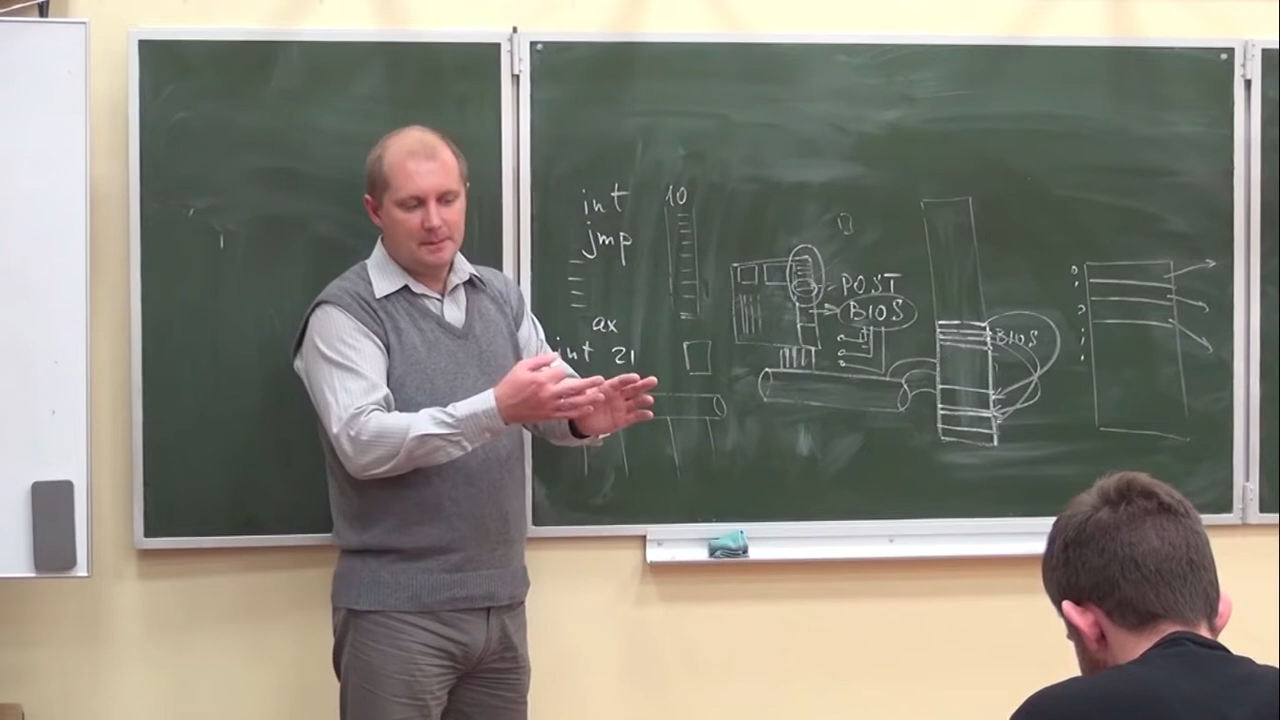 int 10
jmp
ax
int 21
POST
BIOS
BIOS